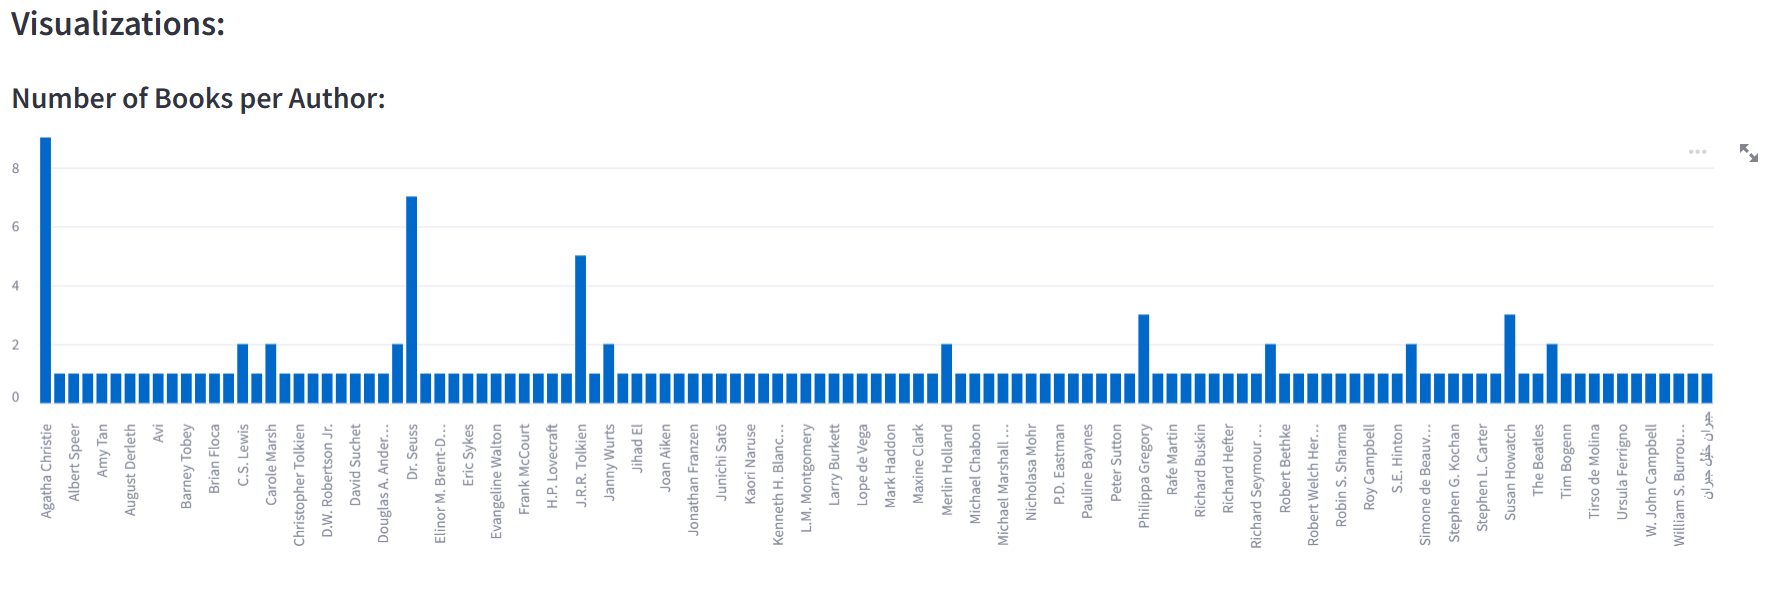 Visualizations:
Number of Books per Author:
8
6
4
2
0
Agatha Christie
Albert Speer
Amy Tan
August Derleth
Avi
Barney Tobey
Brian Floca
C.S. Lewis
Carole Marsh
Christopher Tolkien
D.W. Robertson Jr.
David Suchet
Douglas A. Ander…
Dr. Seuss
Elinor M. Brent-D…
Eric Sykes
Evangeline Walton
Frank McCourt
H.P. Lovecraft
J.R.R. Tolkien
Janny Wurts
Jihad El
Joan Aiken
Jonathan Franzen
Junichi Satō
Kaori Naruse
Kenneth H. Blanc…
L.M. Montgomery
Larry Burkett
Lope de Vega
Mark Haddon
Maxine Clark
Merlin Holland
Michael Chabon
Michael Marshall …
Nicholasa Mohr
P.D. Eastman
Pauline Baynes
Peter Sutton
Philippa Gregory
Rafe Martin
Richard Buskin
Richard Hefter
Richard Seymour …
Robert Bethke
Robert Welch Her…
Robin S. Sharma
Roy Campbell
S.E. Hinton
Simone de Beauv…
Stephen G. Kochan
Stephen L. Carter
Susan Howatch
The Beatles
Tim Bogenn
Tirso de Molina
Ursula Ferrigno
W. John Campbell
William S. Burrou…
جبران خليل جبران